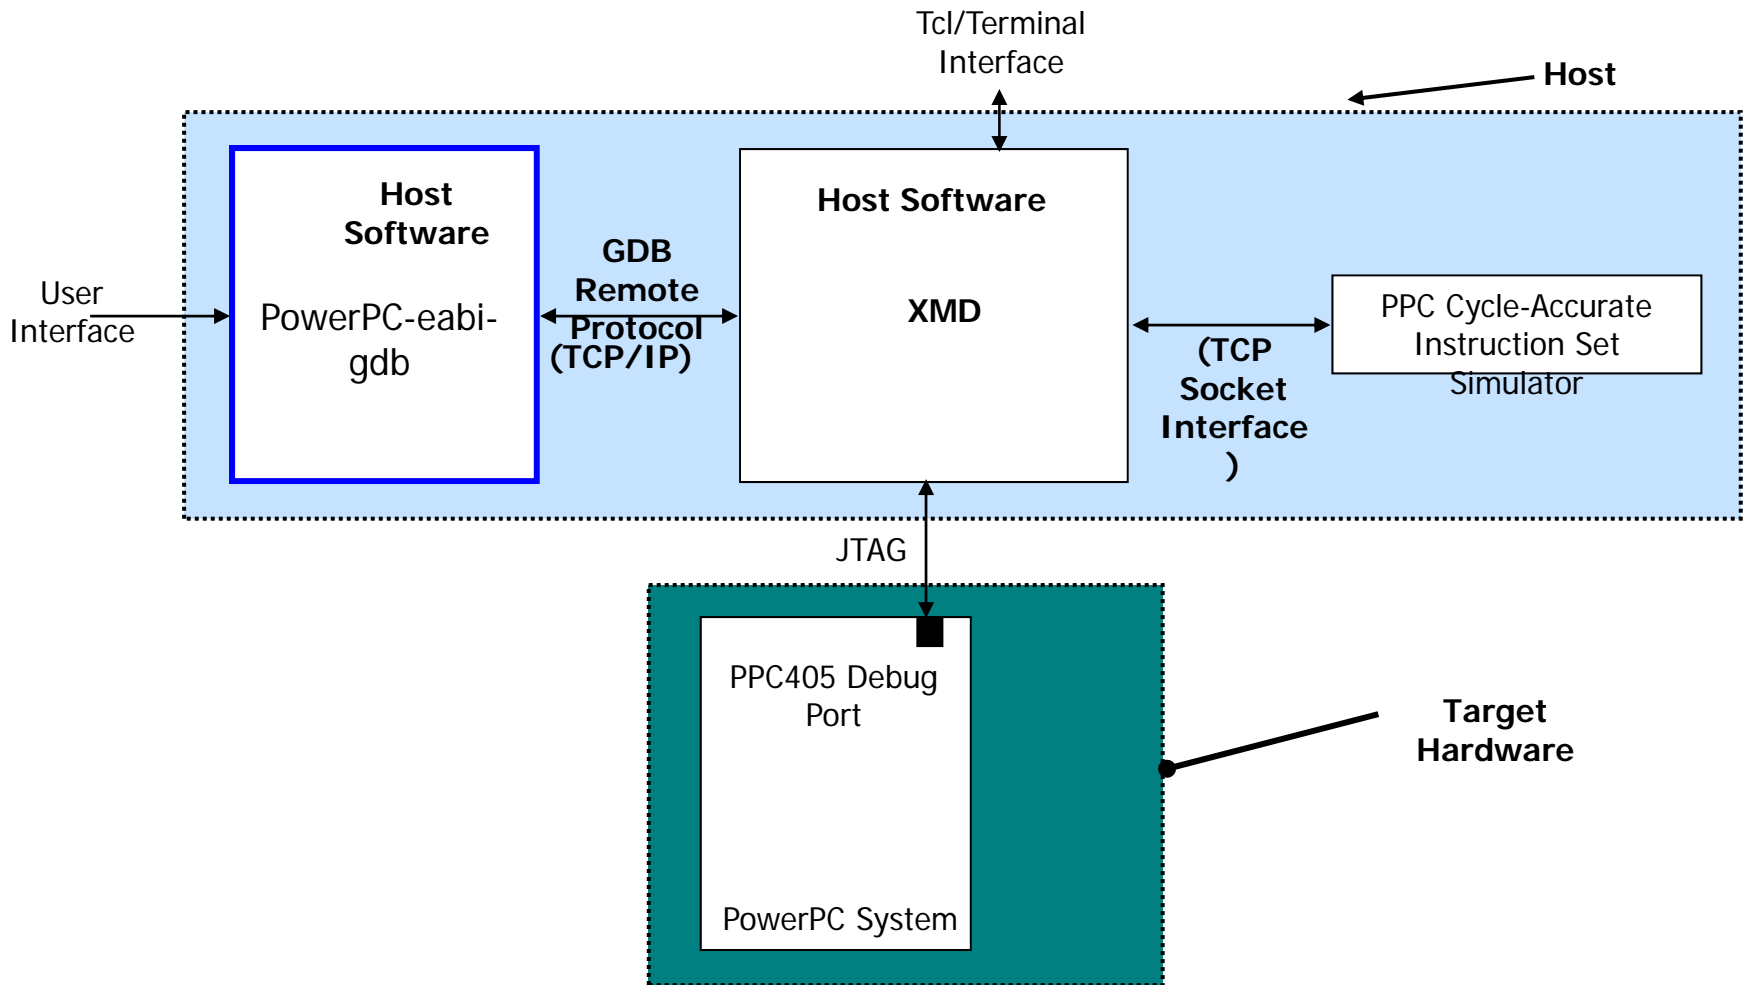 Tcl/Terminal
Interface
Host
Host
Software
PowerPC-eabi-
gdb
User
Interface
GDB
Remote
Protocol
(TCP/IP)
Host Software
XMD
(TCP
Socket
Interface
)
PPC Cycle-Accurate
Instruction Set
Simulator
JTAG
PPC405 Debug
Port
PowerPC System
Target
Hardware